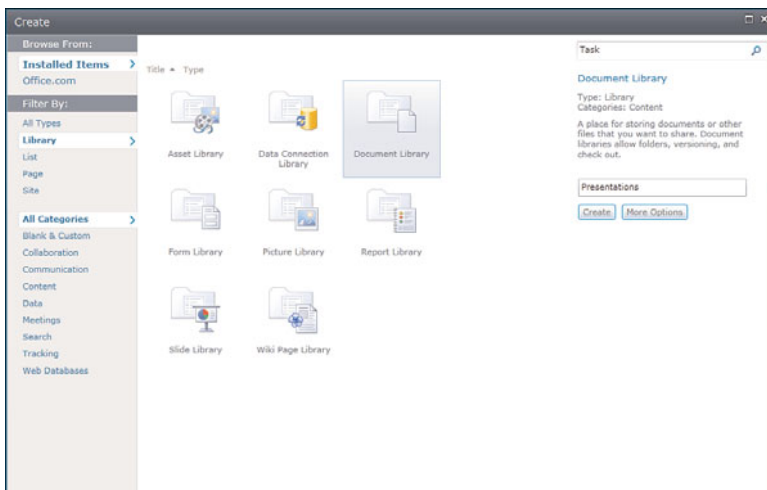 Create
Browse From:
Installed Items
Office.com
Filter By:
All Types
Library
List
Page
Site
All Categories
Blank & Custom
Collaboration
Communication
Content
Data
Meetings
Search
Tracking
Web Databases
Title Type
Asset Library
Data Connection
Library
Document Library
Form Library
Picture Library
Report Library
Slide Library
Wiki Page Library
Task
Document Library
Type: Library
Categories: Content
A place for storing documents or other
files that you want to share. Document
libraries allow folders, versioning, and
check out.
Presentations
Create More Options